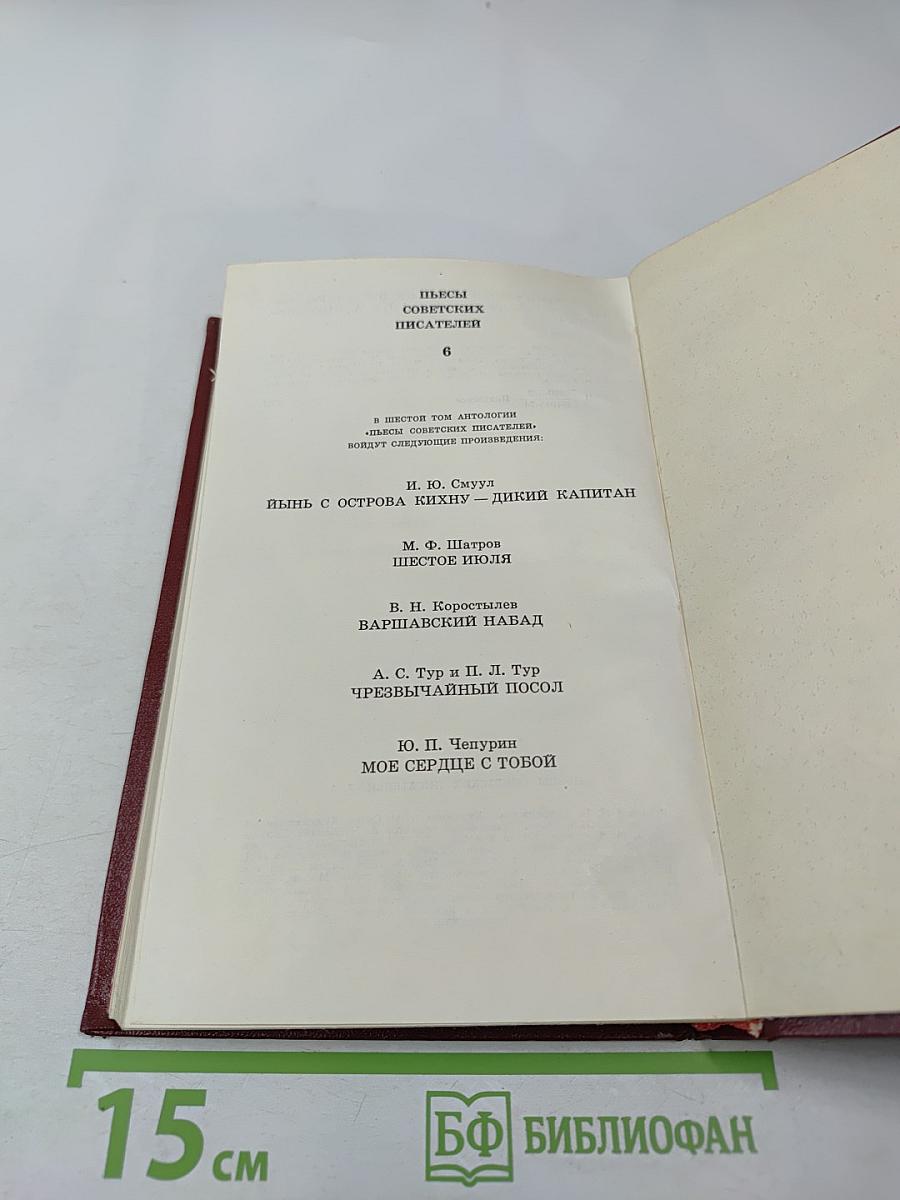 ПЬЕСЫ
СОВЕТСКИХ
ПИСАТЕЛЕЙ
6
В ШЕСТОЙ ТОМ АНТОЛОГИИ
«ПЬЕСЫ СОВЕТСКИХ ПИСАТЕЛЕЙ»
ВОЙДУТ СЛЕДУЮЩИЕ ПРОИЗВЕДЕНИЯ:
И. Ю. Смуул
ЙЫНЬ С ОСТРОВА КИХНУ — ДИКИЙ КАПИТАН
М. Ф. Шатров
ШЕСТОЕ ИЮЛЯ
В. Н. Коростылев
ВАРШАВСКИЙ НАБАД
А. С. Тур и П. Л. Тур
ЧРЕЗВЫЧАЙНЫЙ ПОСОЛ
Ю. П. Чепурин
МОЕ СЕРДЦЕ С ТОБОЙ
15 см
БФ БИБЛИОФАН